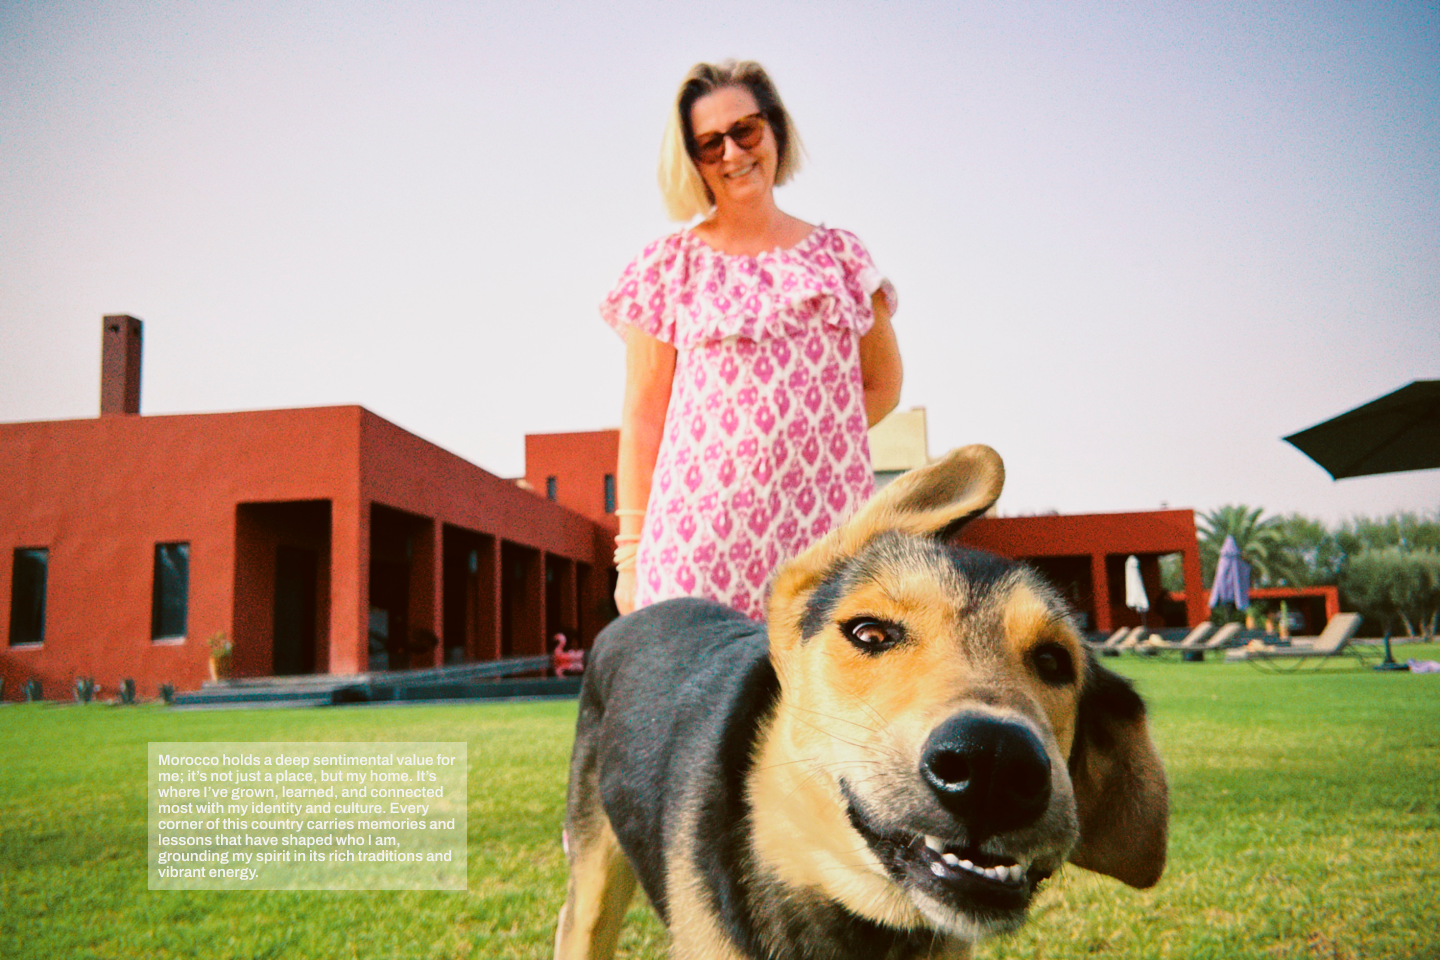 Morocco holds a deep sentimental value for
me; it’s not just a place, but my home. It’s
where I’ve grown, learned, and connected
most with my identity and culture. Every
corner of this country carries memories and
lessons that have shaped who I am,
grounding my spirit in its rich traditions and
vibrant energy.